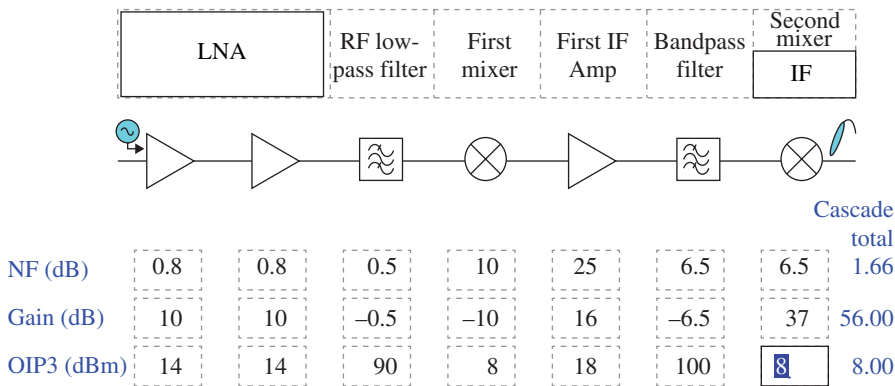 LNA
RF low-
pass filter
First
mixer
First IF
Amp
Bandpass
filter
Second
mixer
IF
Cascade
total
NF (dB) 0.8 0.8 0.5 10 25 6.5 6.5 1.66
Gain (dB) 10 10 –0.5 –10 16 –6.5 37 56.00
OIP3 (dBm) 14 14 90 8 18 100 8 8.00